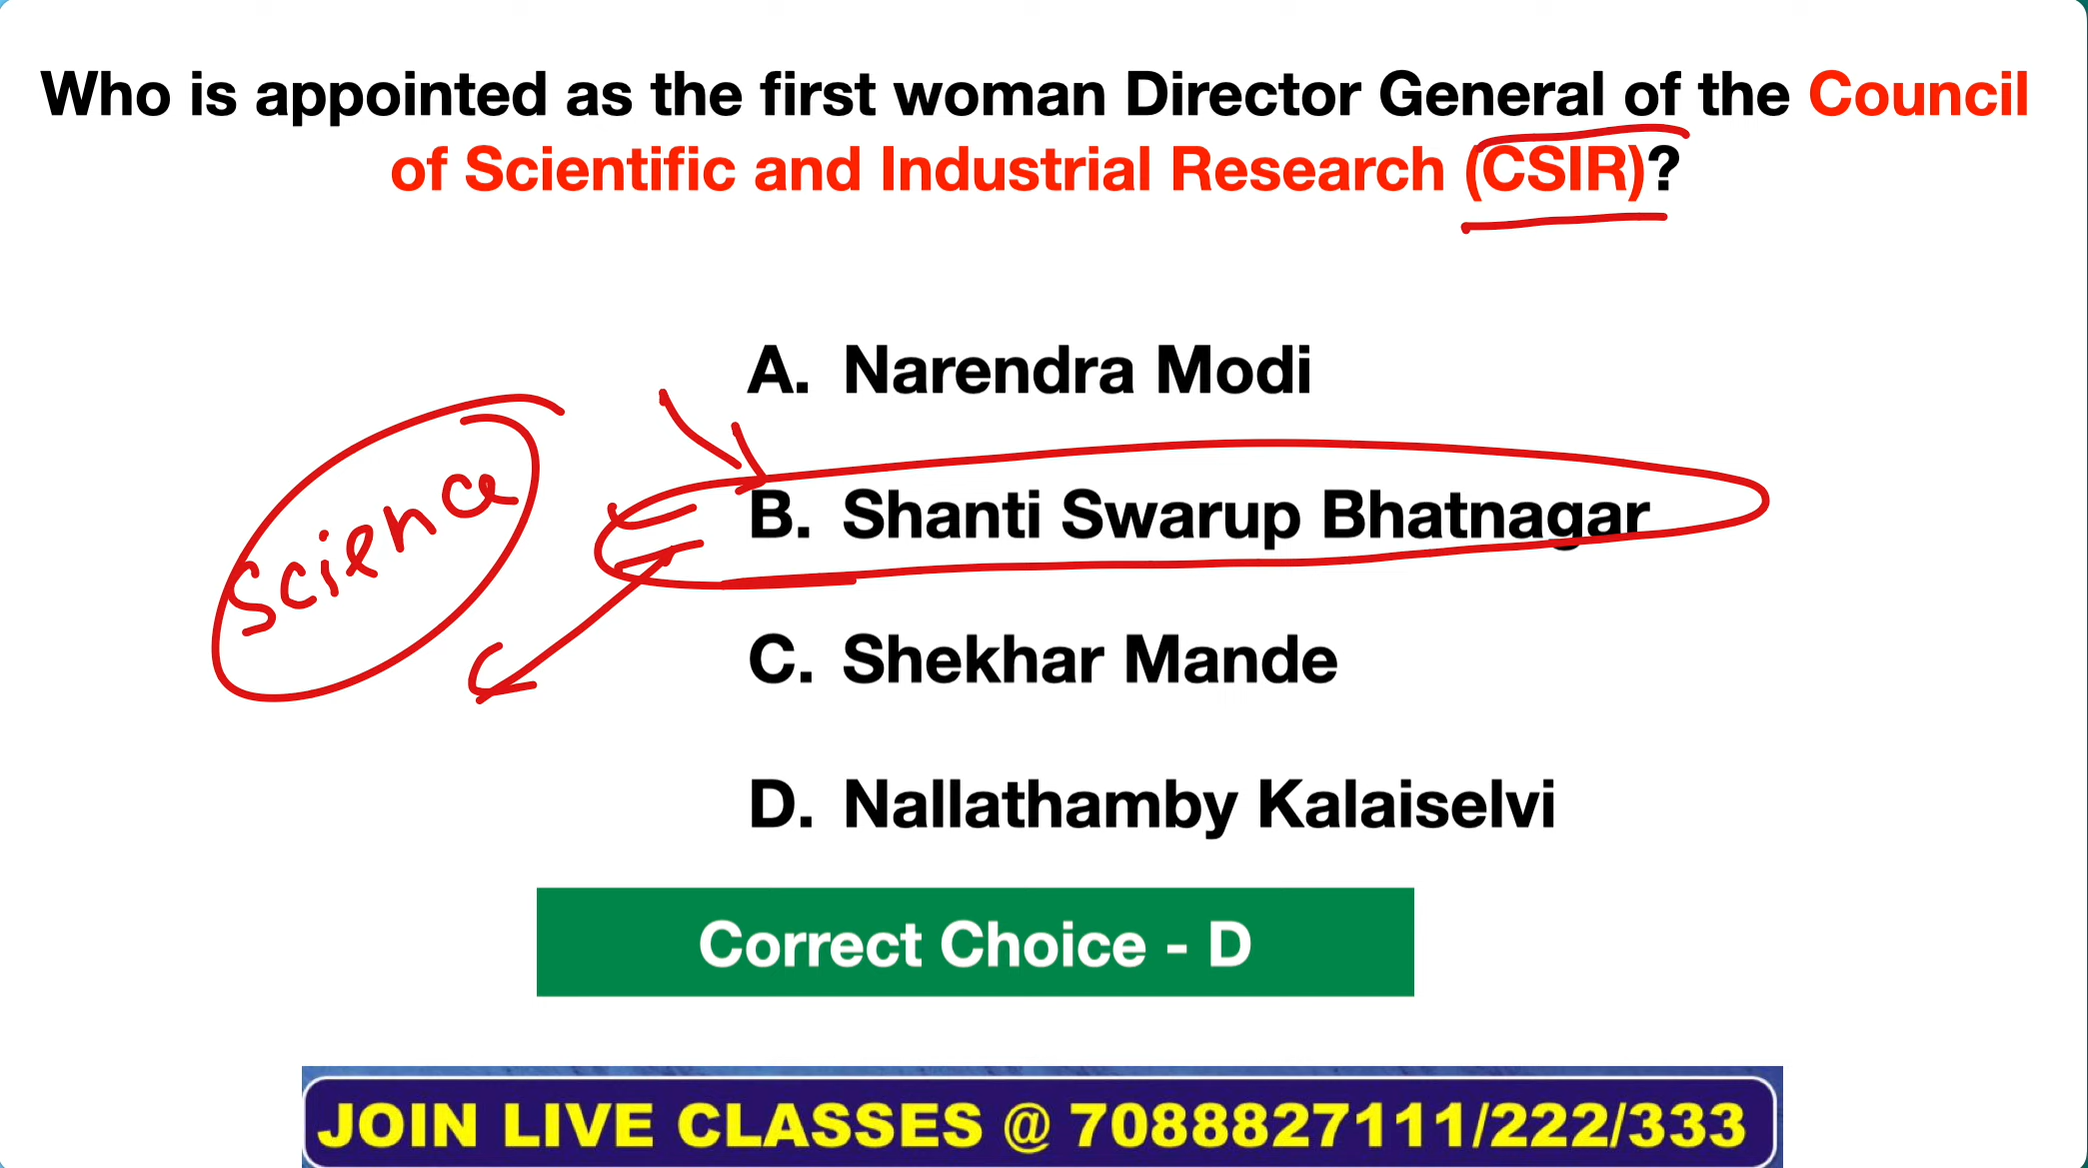 Who is appointed as the first woman Director General of the Council
of Scientific and Industrial Research (CSIR)?
A. Narendra Modi
B. Shanti Swarup Bhatnagar
Science
C. Shekhar Mande
D. Nallathamby Kalaiselvi
Correct Choice - D
JOIN LIVE CLASSES @ 7088827111/222/333